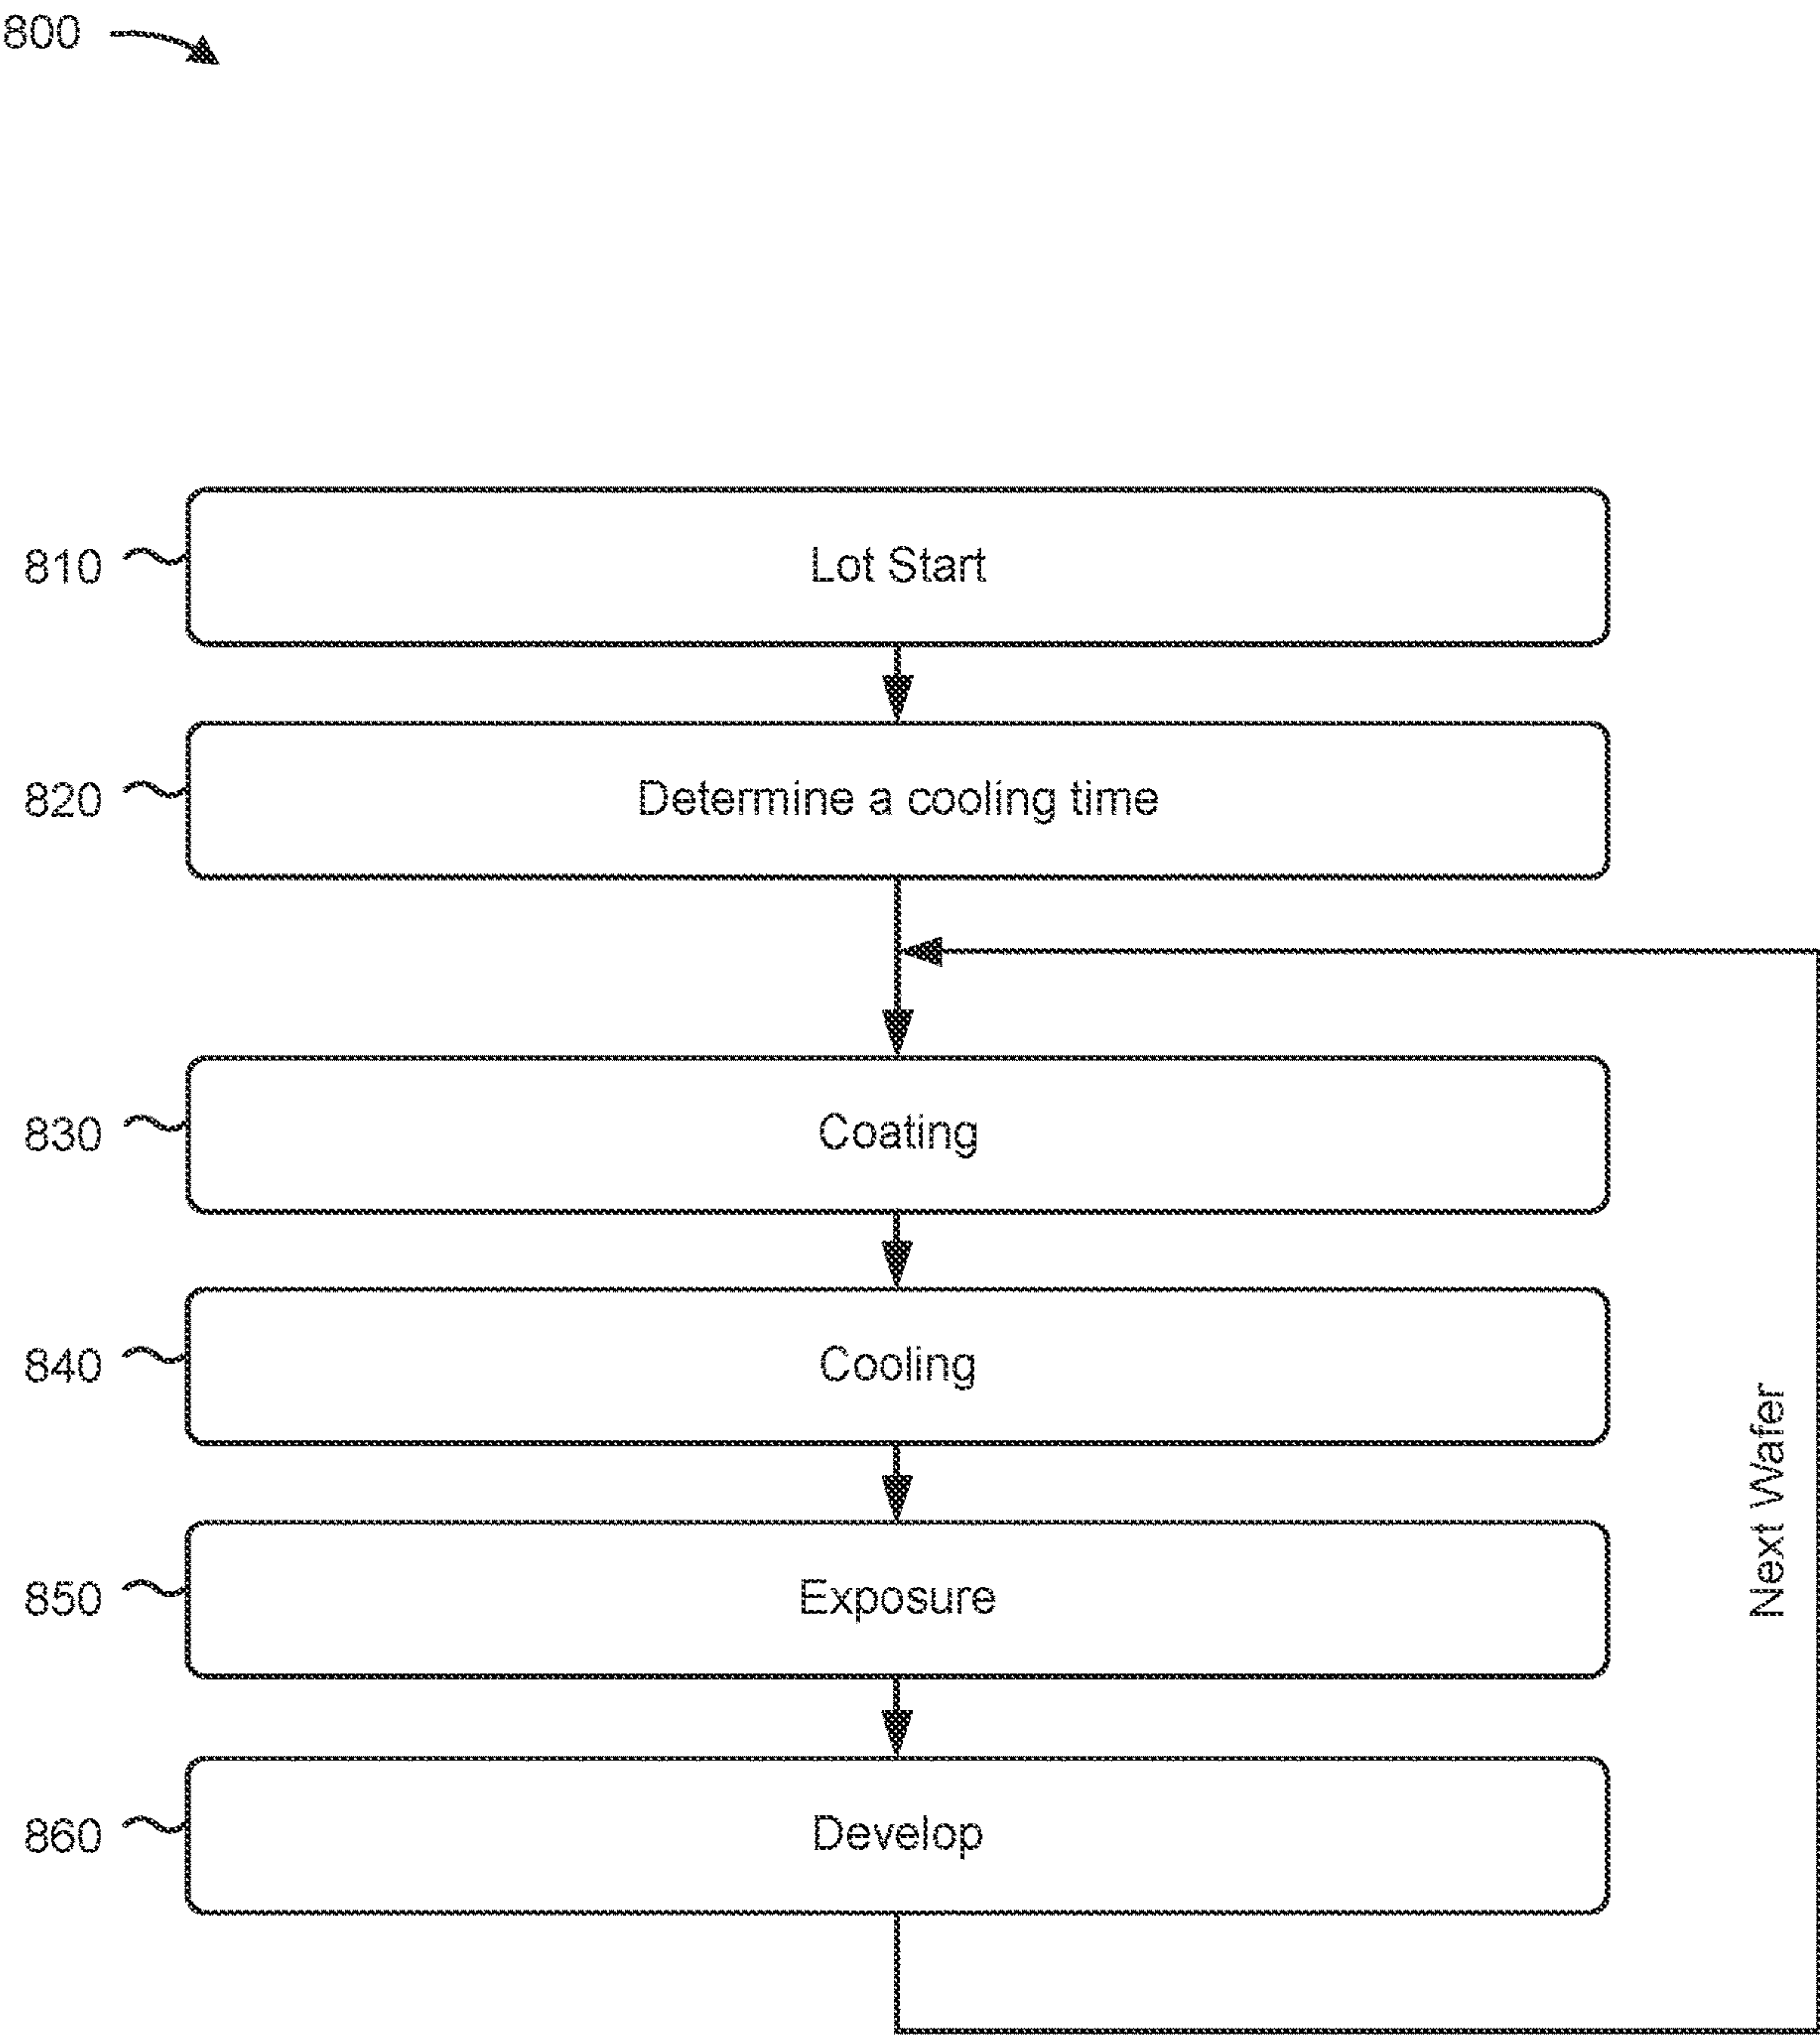 800
810 Lot Start
820 Determine a cooling time
830 Coating
840 Cooling
Next Wafer
850 Exposure
860 Develop